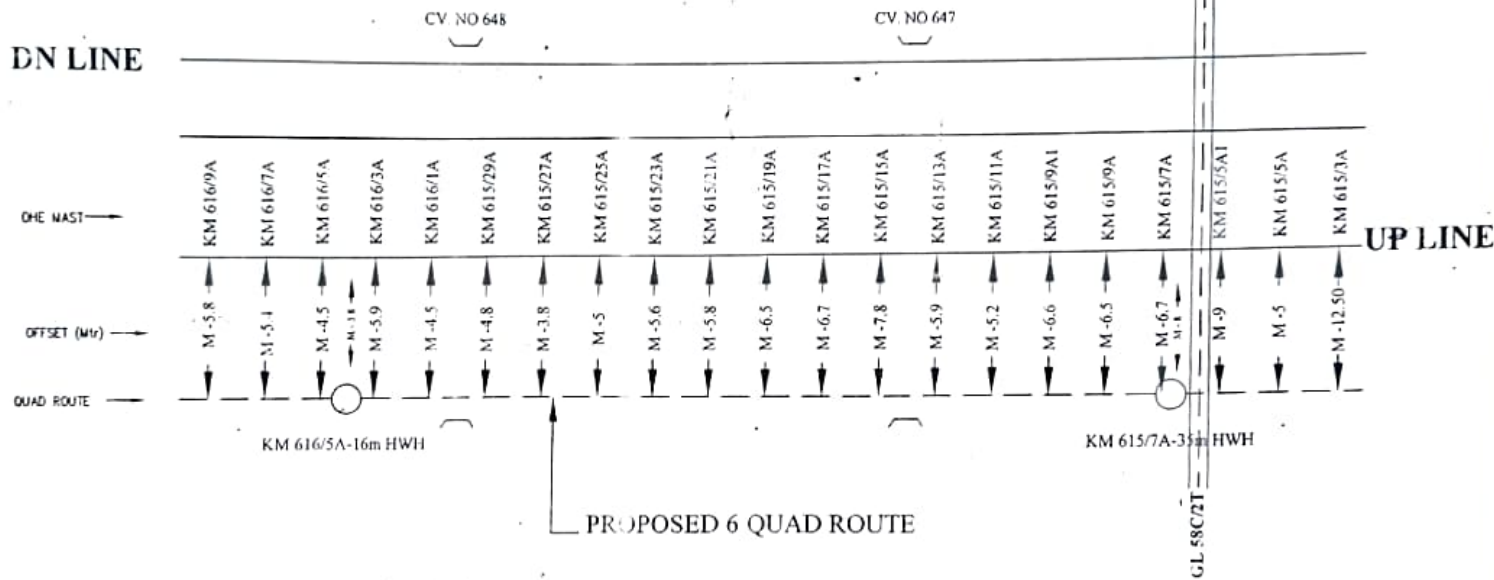 CV. NO 648
CV. NO 647
DN LINE
OHE MAST
KM 616/9A
KM 616/7A
KM 616/5A
KM 616/3A
KM 616/1A
KM 615/29A
KM 615/27A
KM 615/25A
KM 615/23A
KM 615/21A
KM 615/19A
KM 615/17A
KM 615/15A
KM 615/13A
KM 615/11A
KM 615/9A1
KM 615/9A
KM 615/7A
KM 615/5A1
KM 615/5A
KM 615/3A
UP LINE
OFFSET (Mtr)
M -5.8
M -5.4
M -4.5
M -5.9
M -4.5
M -4.8
M -3.8
M -5
M -5.6
M -5.8
M -6.5
M -6.7
M -7.8
M -5.9
M -5.2
M -6.6
M -6.5
M -6.7
M -9
M -5
M -12.50
QUAD ROUTE
KM 616/5A-16m HWH
KM 615/7A-35m HWH
PROPOSED 6 QUAD ROUTE
GL 58C/2T